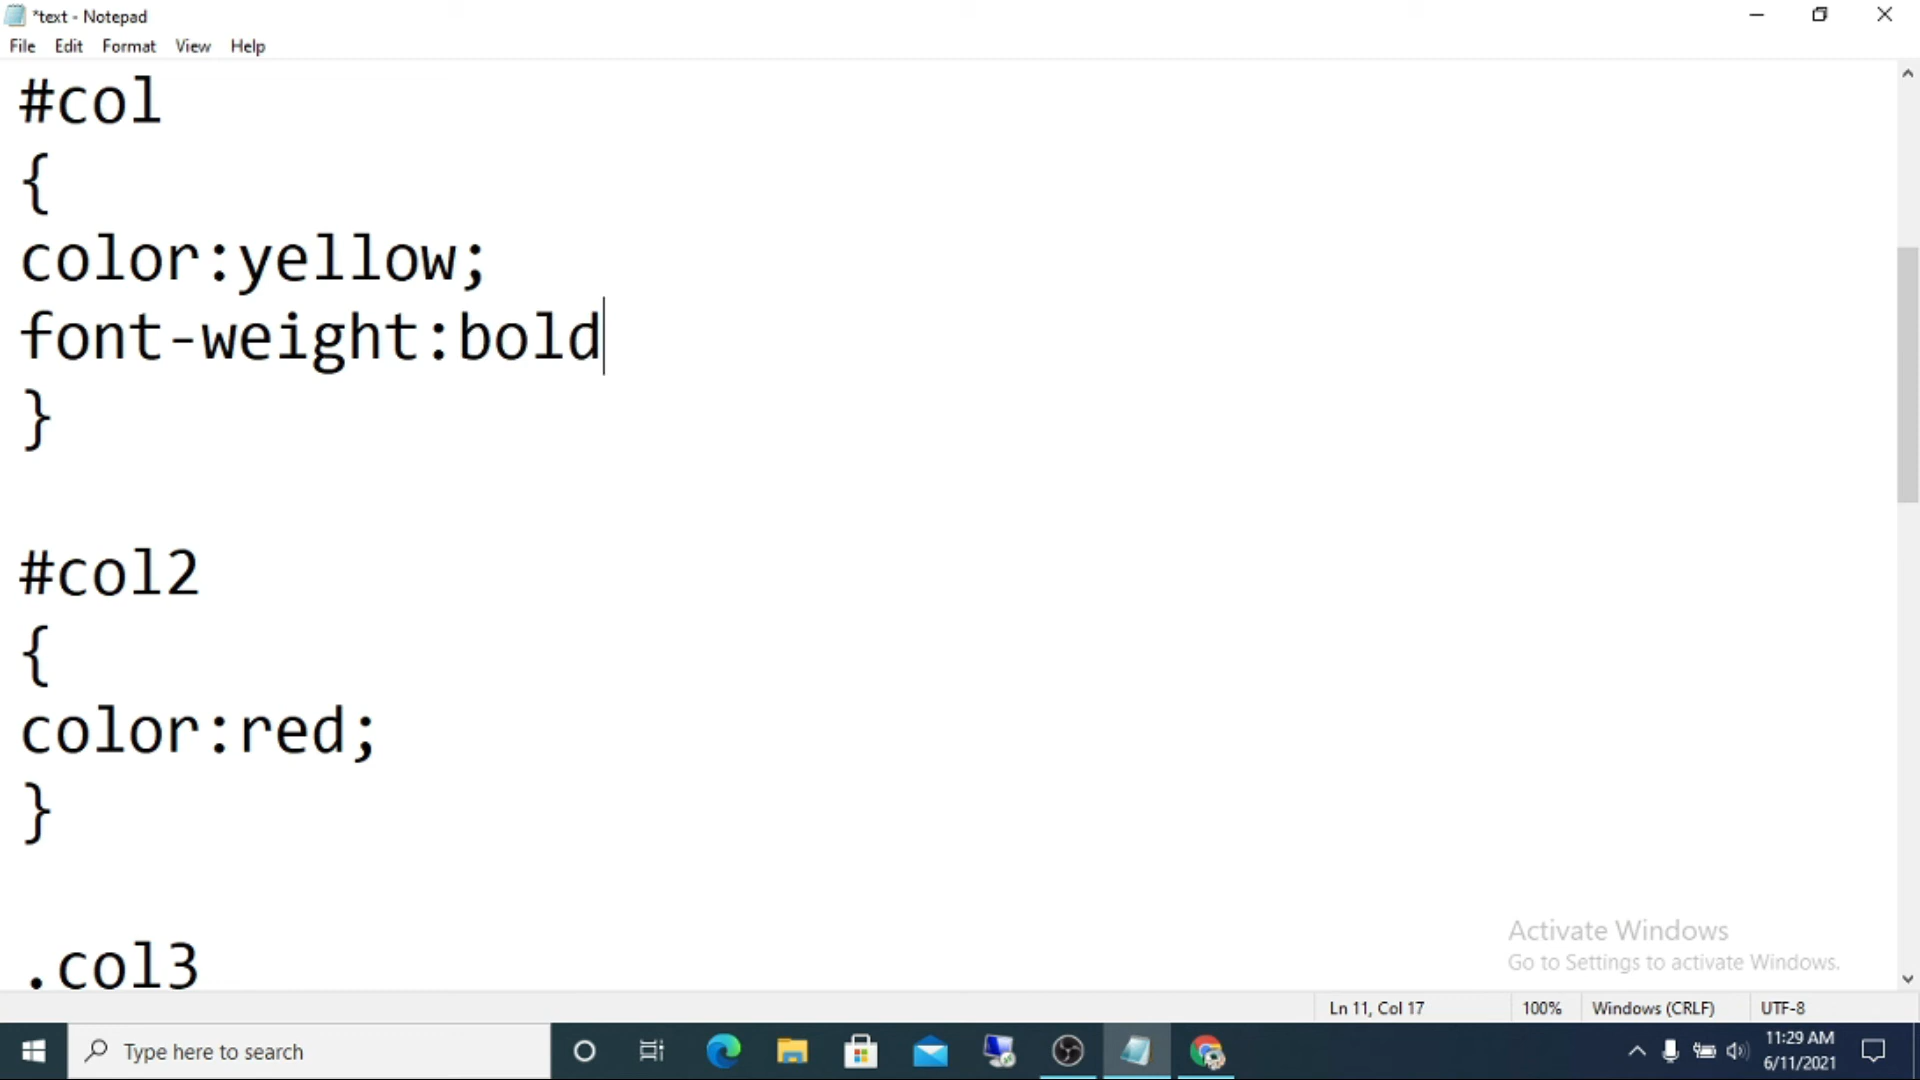 *text - Notepad
File Edit Format View Help
#col
{
color:yellow;
font-weight:bold
}
#col2
{
color:red;
}
.col3
Activate Windows
Go to Settings to activate Windows.
Ln 11, Col 17 100% Windows (CRLF) UTF-8
Type here to search
11:29 AM
6/11/2021